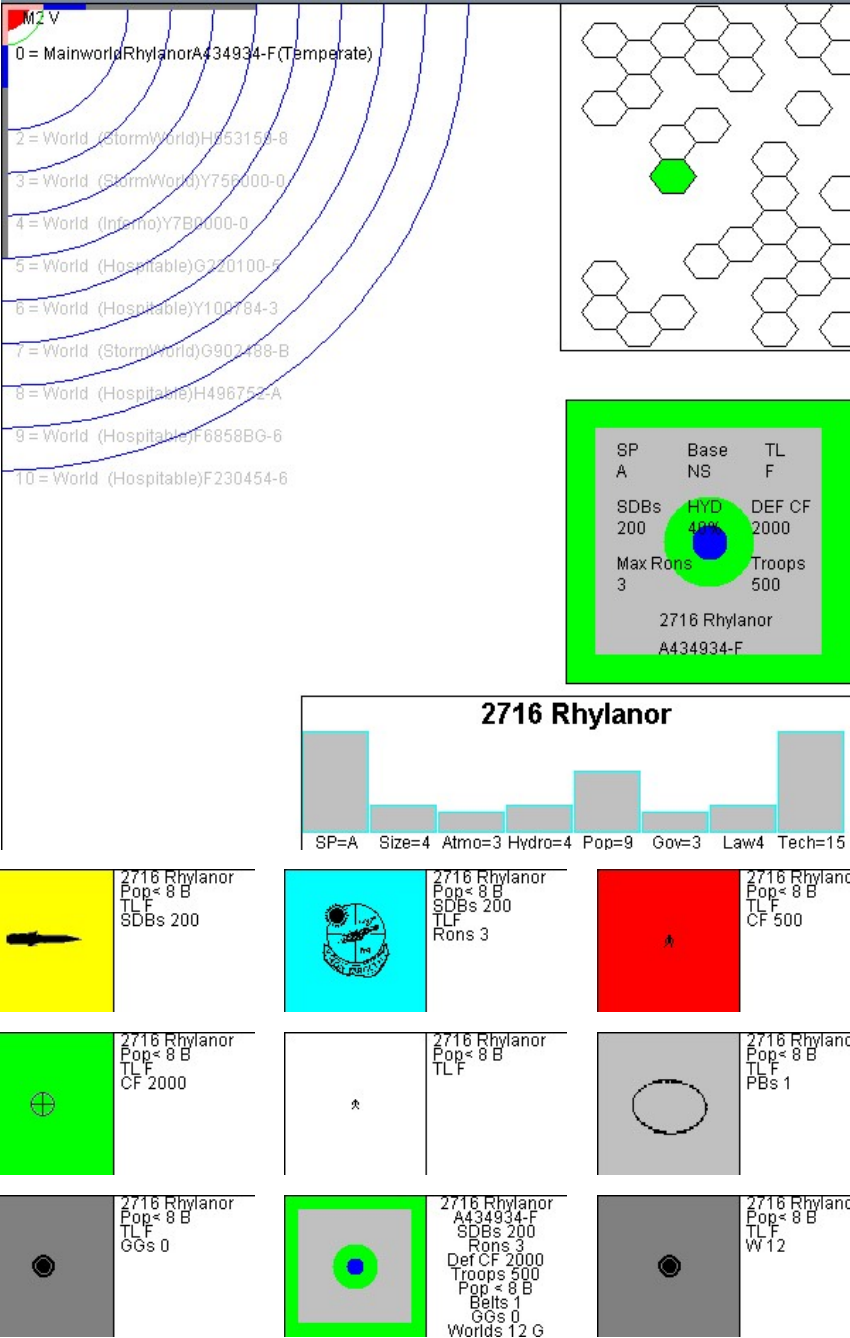 M2 V
0 = MainworldRhylanorA434934-F(Temperate)
2 = World (StormWorld)H953159-8
3 = World (StormWorld)Y756000-0
4 = World (Inferno)Y7B0000-0
5 = World (Hospitable)G220100-5
6 = World (Hospitable)Y100784-3
7 = World (StormWorld)G902488-B
8 = World (Hospitable)H496752-A
9 = World (Hospitable)F6858BG-6
10 = World (Hospitable)F230454-6
SP Base TL
A NS F
SDBs HYD DEF CF
200 40% 2000
Max Rons Troops
3 500
2716 Rhylanor
A434934-F
2716 Rhylanor
SP=A Size=4 Atmo=3 Hydro=4 Pop=9 Gov=3 Law4 Tech=15
2716 Rhylanor
Pop< 8 B
TL F
SDBs 200
2716 Rhylanor
Pop< 8 B
SDBs 200
TLF
Rons 3
2716 Rhylanor
Pop< 8 B
TL F
CF 500
2716 Rhylanor
Pop< 8 B
TL F
CF 2000
2716 Rhylanor
Pop< 8 B
TL F
2716 Rhylanor
Pop< 8 B
TL F
PBs 1
2716 Rhylanor
Pop< 8 B
TL F
GGs 0
2716 Rhylanor
A434934-F
SDBs 200
Rons 3
Def CF 2000
Troops 500
Pop < 8 B
Belts 1
GGs 0
Worlds 12 G
2716 Rhylanor
Pop< 8 B
TL F
W 12